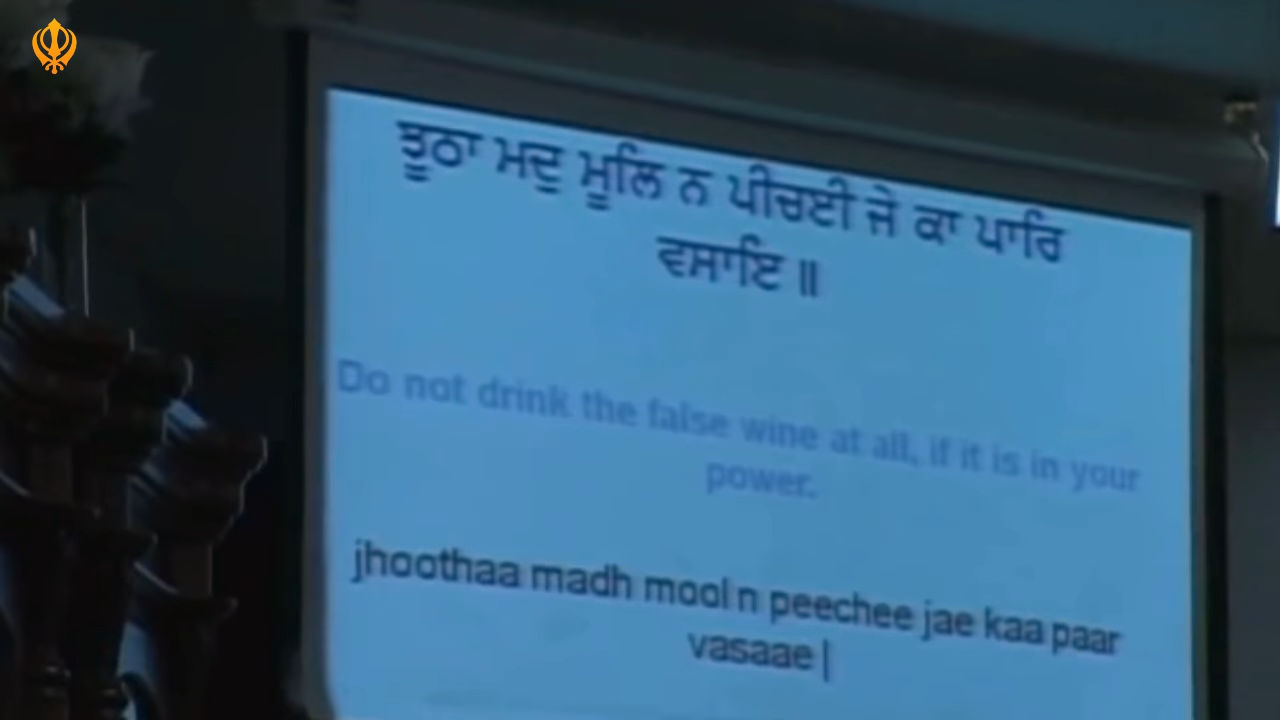 ਝੂਠਾ ਮਦੁ ਮੂਲਿ ਨ ਪੀਚਈ ਜੇ ਕਾ ਪਾਰਿ
ਵਸਾਇ ॥
Do not drink the false wine at all, if it is in your
power.
jhoothaa madh mool n peechee jae kaa paar
vasaae |